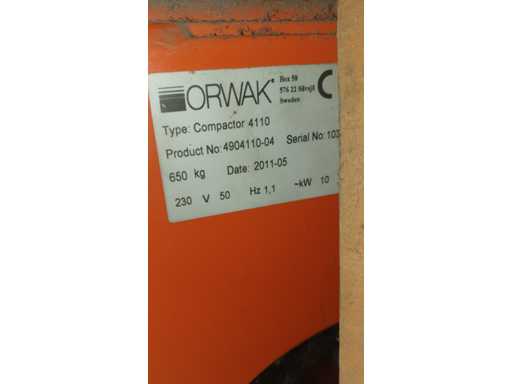 ORWAK®
Box 58
576 22 Sävsjö
Sweden
Type: Compactor 4110
Product No: 4904110-04 Serial No: 103
650 kg Date: 2011-05
230 V 50 Hz 1,1 ~kW 10